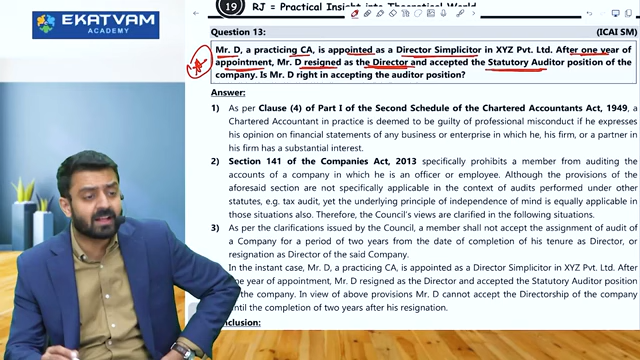 EKATVAM
ACADEMY
19 RJ = Practical Insight into Theoretical World
Question 13: (ICAI SM)
Mr. D, a practicing CA, is appointed as a Director Simplicitor in XYZ Pvt. Ltd. After one year of
appointment, Mr. D resigned as the Director and accepted the Statutory Auditor position of the
company. Is Mr. D right in accepting the auditor position?
Answer:
1) As per Clause (4) of Part I of the Second Schedule of the Chartered Accountants Act, 1949, a
Chartered Accountant in practice is deemed to be guilty of professional misconduct if he expresses
his opinion on financial statements of any business or enterprise in which he, his firm, or a partner in
his firm has a substantial interest.
2) Section 141 of the Companies Act, 2013 specifically prohibits a member from auditing the
accounts of a company in which he is an officer or employee. Although the provisions of the
aforesaid section are not specifically applicable in the context of audits performed under other
statutes, e.g. tax audit, yet the underlying principle of independence of mind is equally applicable in
those situations also. Therefore, the Council's views are clarified in the following situations.
3) As per the clarifications issued by the Council, a member shall not accept the assignment of audit
of a Company for a period of two years from the date of completion of his tenure as Director, or
resignation as Director of the said Company.
In the instant case, Mr. D, a practicing CA, is appointed as a Director Simplicitor in XYZ Pvt. Ltd. After
one year of appointment, Mr. D resigned as the Director and accepted the Statutory Auditor position
the company. In view of above provisions Mr. D cannot accept the Directorship of the company
until the completion of two years after his resignation.